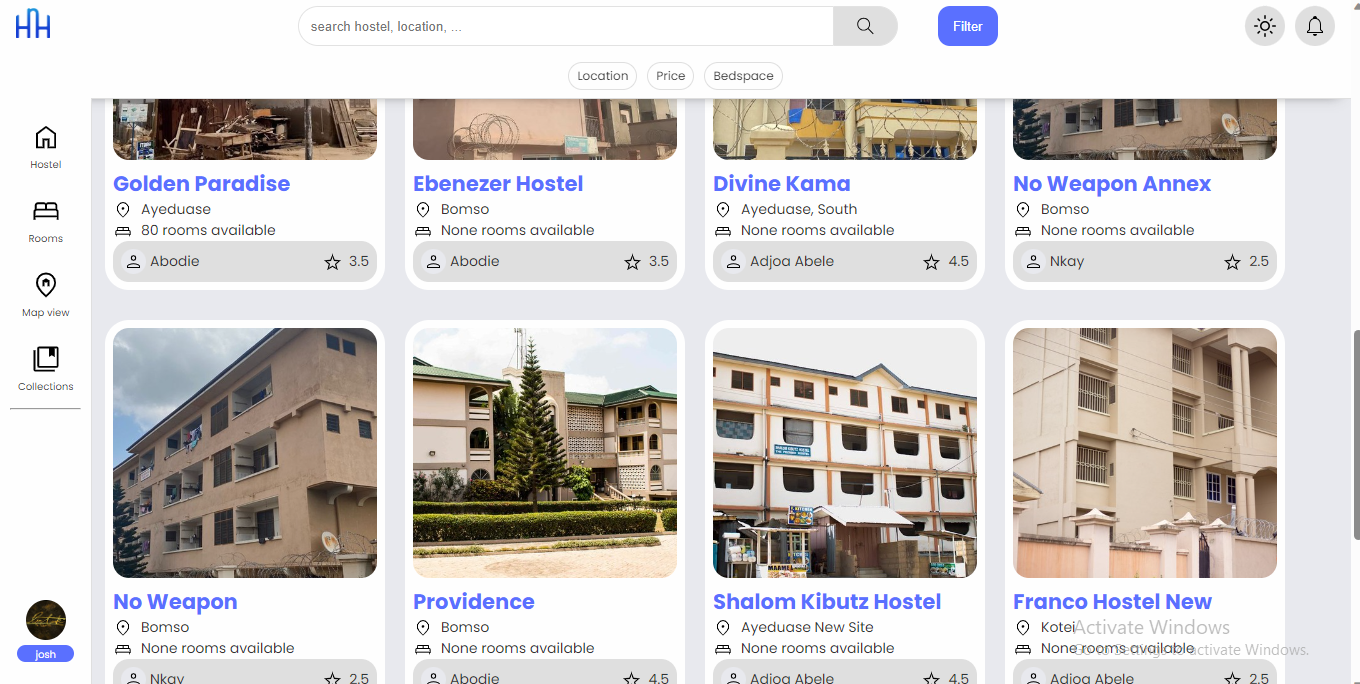 HNH
search hostel, location, ...
Filter
Location
Price
Bedspace
Hostel
Rooms
Map view
Collections
josh
Golden Paradise
Ayeduase
80 rooms available
Abodie
3.5
Ebenezer Hostel
Bomso
None rooms available
Abodie
3.5
Divine Kama
Ayeduase, South
None rooms available
Adjoa Abele
4.5
No Weapon Annex
Bomso
None rooms available
Nkay
2.5
No Weapon
Bomso
None rooms available
Nkay
2.5
Providence
Bomso
None rooms available
Abodie
4.5
KITCHEN
MAAME
Shalom Kibutz Hostel
Ayeduase New Site
None rooms available
Adjoa Abele
4.5
Franco Hostel New
Kotei
None rooms available
Adjoa Abele
2.5
Activate Windows
Go to Settings to activate Windows.